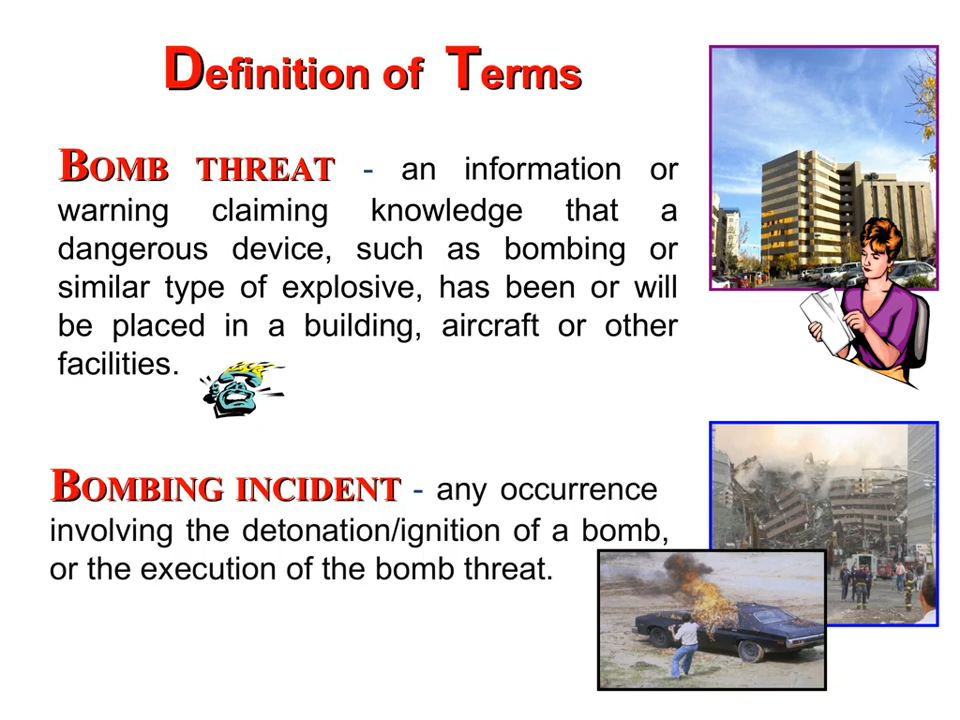 Definition of Terms
BOMB THREAT - an information or
warning claiming knowledge that a
dangerous device, such as bombing or
similar type of explosive, has been or will
be placed in a building, aircraft or other
facilities.
BOMBING INCIDENT - any occurrence
involving the detonation/ignition of a bomb,
or the execution of the bomb threat.